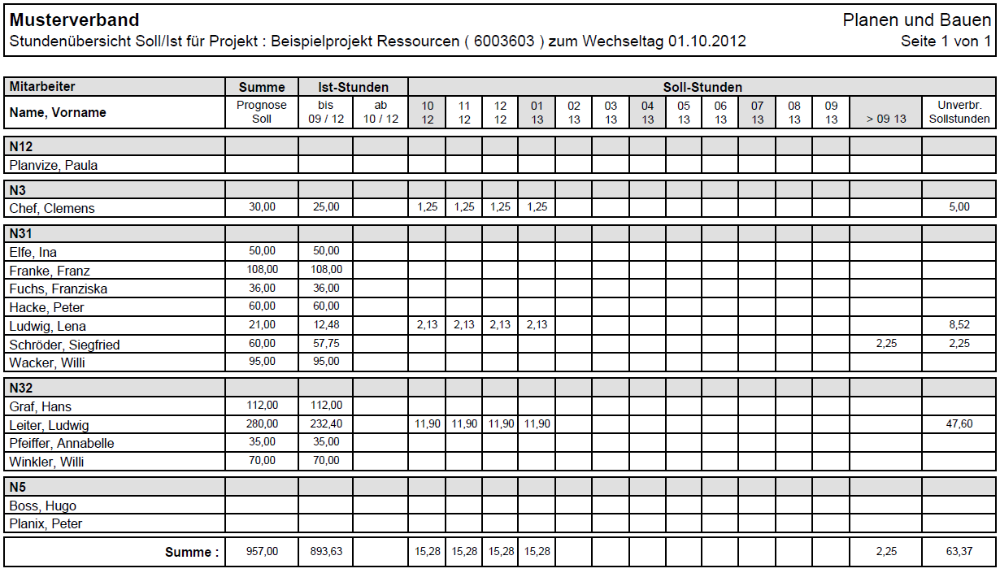 Musterverband Planen und Bauen
Stundenübersicht Soll/Ist für Projekt : Beispielprojekt Ressourcen ( 6003603 ) zum Wechseltag 01.10.2012 Seite 1 von 1
Mitarbeiter Summe Ist-Stunden Soll-Stunden
Name, Vorname Prognose Soll bis 09 / 12 ab 10 / 12 10 12 11 12 12 12 01 13 02 13 03 13 04 13 05 13 06 13 07 13 08 13 09 13 > 09 13 Unverbr. Sollstunden
N12
Planvize, Paula
N3
Chef, Clemens 30,00 25,00 1,25 1,25 1,25 1,25 5,00
N31
Elfe, Ina 50,00 50,00
Franke, Franz 108,00 108,00
Fuchs, Franziska 36,00 36,00
Hacke, Peter 60,00 60,00
Ludwig, Lena 21,00 12,48 2,13 2,13 2,13 2,13 8,52
Schröder, Siegfried 60,00 57,75 2,25 2,25
Wacker, Willi 95,00 95,00
N32
Graf, Hans 112,00 112,00
Leiter, Ludwig 280,00 232,40 11,90 11,90 11,90 11,90 47,60
Pfeiffer, Annabelle 35,00 35,00
Winkler, Willi 70,00 70,00
N5
Boss, Hugo
Planix, Peter
Summe : 957,00 893,63 15,28 15,28 15,28 15,28 2,25 63,37